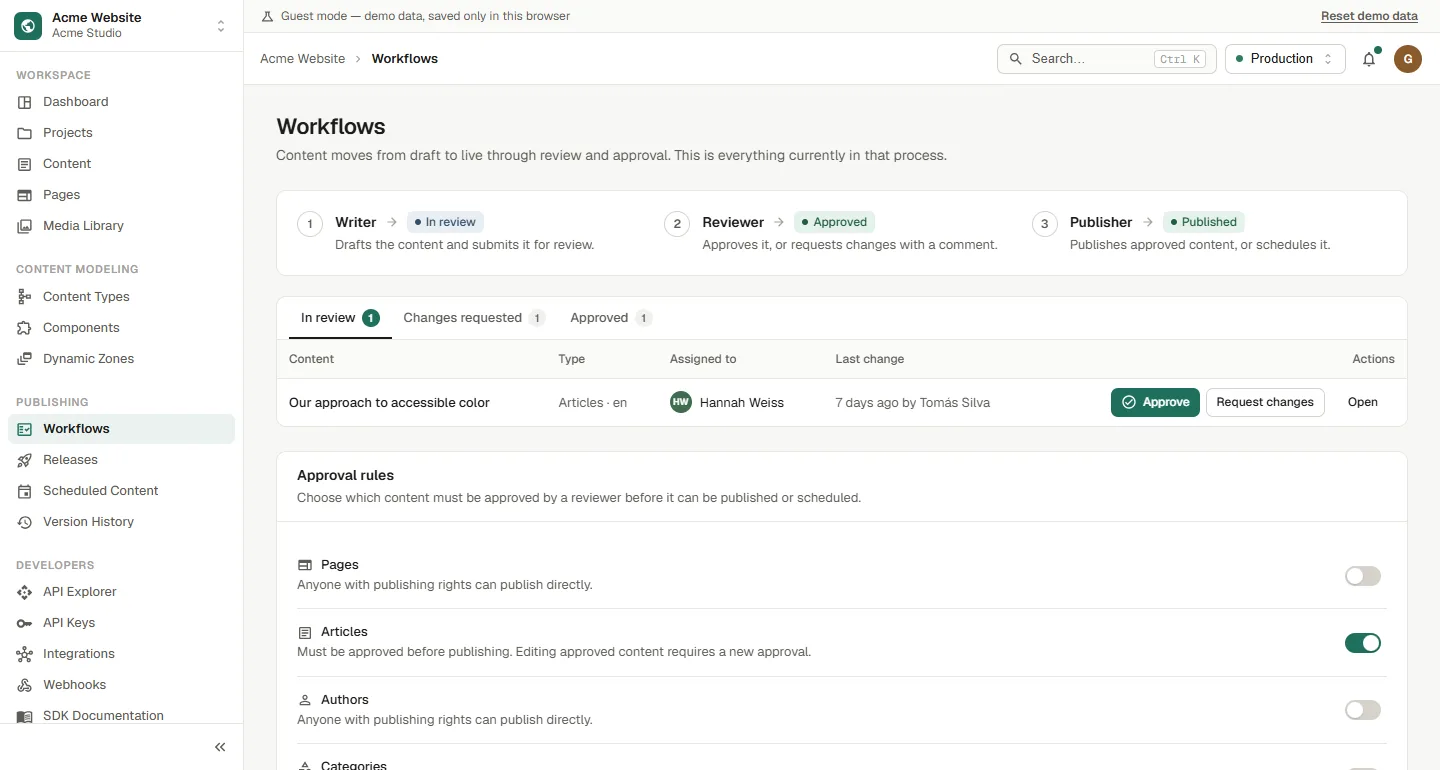 Acme Website
Acme Studio
WORKSPACE
Dashboard
Projects
Content
Pages
Media Library
CONTENT MODELING
Content Types
Components
Dynamic Zones
PUBLISHING
Workflows
Releases
Scheduled Content
Version History
DEVELOPERS
API Explorer
API Keys
Integrations
Webhooks
SDK Documentation
Guest mode — demo data, saved only in this browser
Reset demo data
Acme Website › Workflows
Search... Ctrl K
Production
G
Workflows
Content moves from draft to live through review and approval. This is everything currently in that process.
1 Writer → In review
Drafts the content and submits it for review.
2 Reviewer → Approved
Approves it, or requests changes with a comment.
3 Publisher → Published
Publishes approved content, or schedules it.
In review 1 Changes requested 1 Approved 1
Content Type Assigned to Last change Actions
Our approach to accessible color Articles · en HW Hannah Weiss 7 days ago by Tomás Silva Approve Request changes Open
Approval rules
Choose which content must be approved by a reviewer before it can be published or scheduled.
Pages
Anyone with publishing rights can publish directly.
Articles
Must be approved before publishing. Editing approved content requires a new approval.
Authors
Anyone with publishing rights can publish directly.
Categories